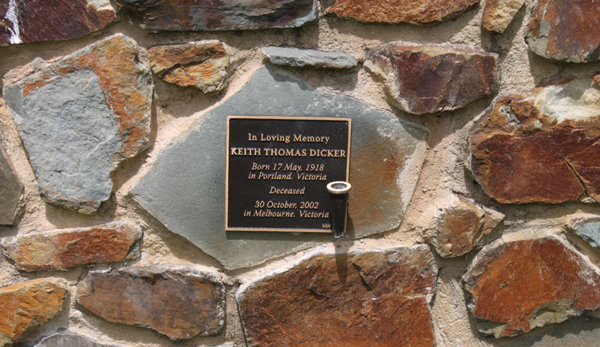 In Loving Memory
KEITH THOMAS DICKER
Born 17 May, 1918
in Portland, Victoria
Deceased
30 October, 2002
in Melbourne, Victoria